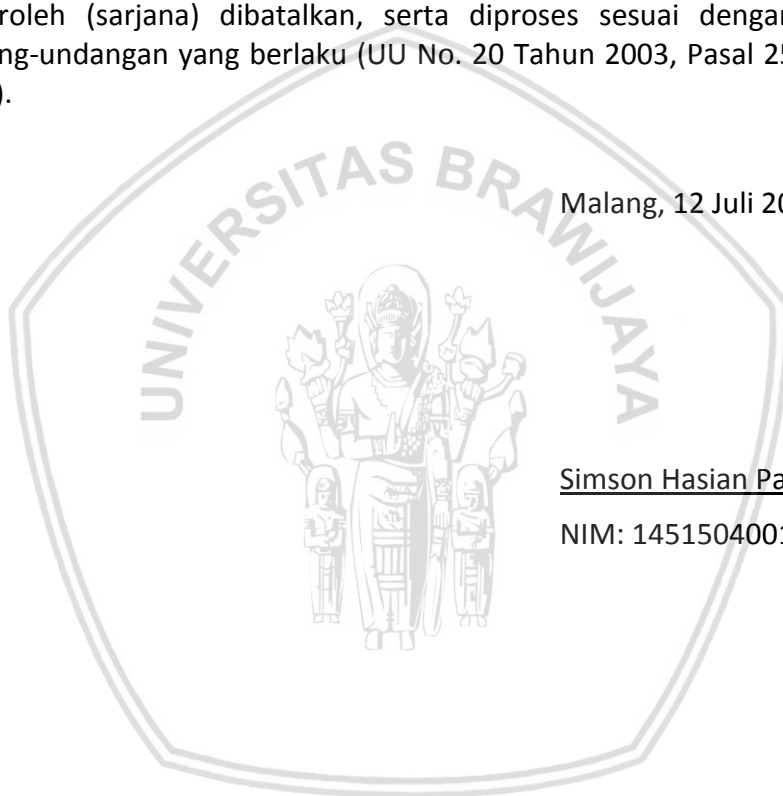 roleh (sarjana) dibatalkan, serta diproses sesuai dengan
ng-undangan yang berlaku (UU No. 20 Tahun 2003, Pasal 25
).
UNIVERSITAS BRAWIJAYA
Malang, 12 Juli 20
Simson Hasian Pa
NIM: 1451504001